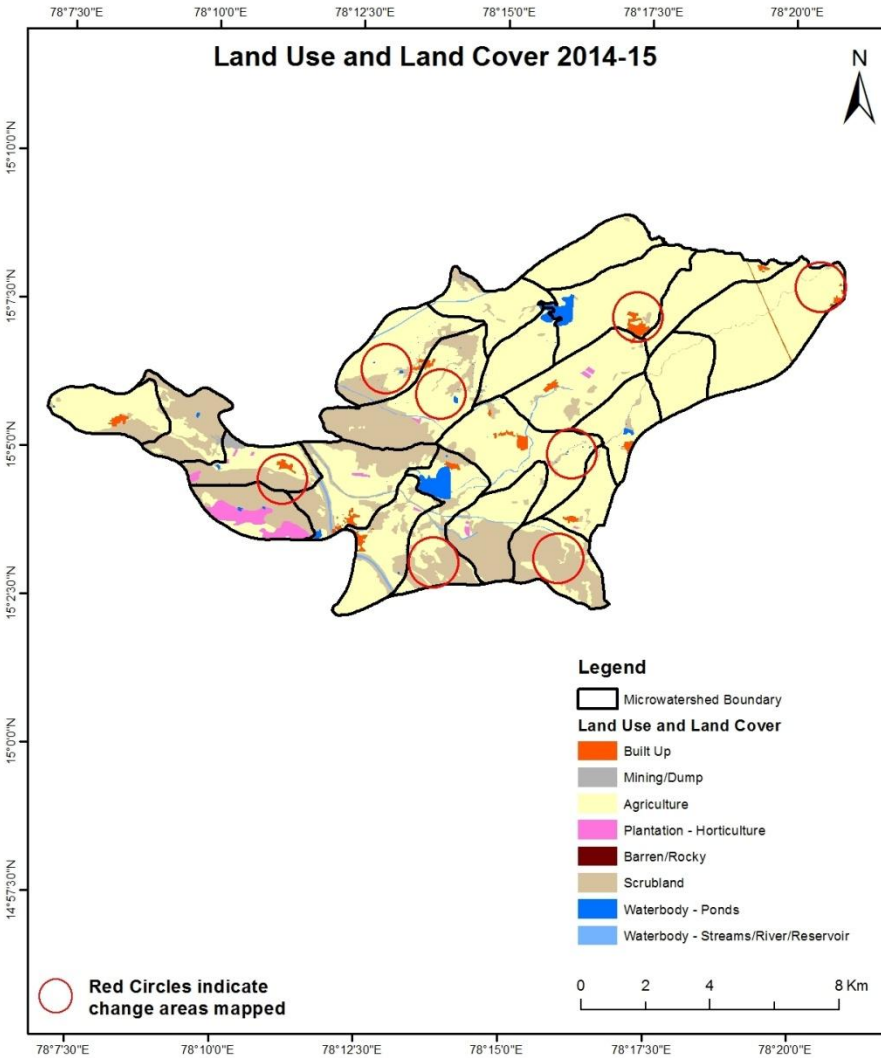 78°7'30"E 78°10'0"E 78°12'30"E 78°15'0"E 78°17'30"E 78°20'0"E
Land Use and Land Cover 2014-15
N
15°10'0"N
15°7'30"N
15°5'0"N
15°2'30"N
15°0'0"N
14°57'30"N
Legend
Microwatershed Boundary
Land Use and Land Cover
Built Up
Mining/Dump
Agriculture
Plantation - Horticulture
Barren/Rocky
Scrubland
Waterbody - Ponds
Waterbody - Streams/River/Reservoir
Red Circles indicate
change areas mapped
0 2 4 8 Km
78°7'30"E 78°10'0"E 78°12'30"E 78°15'0"E 78°17'30"E 78°20'0"E